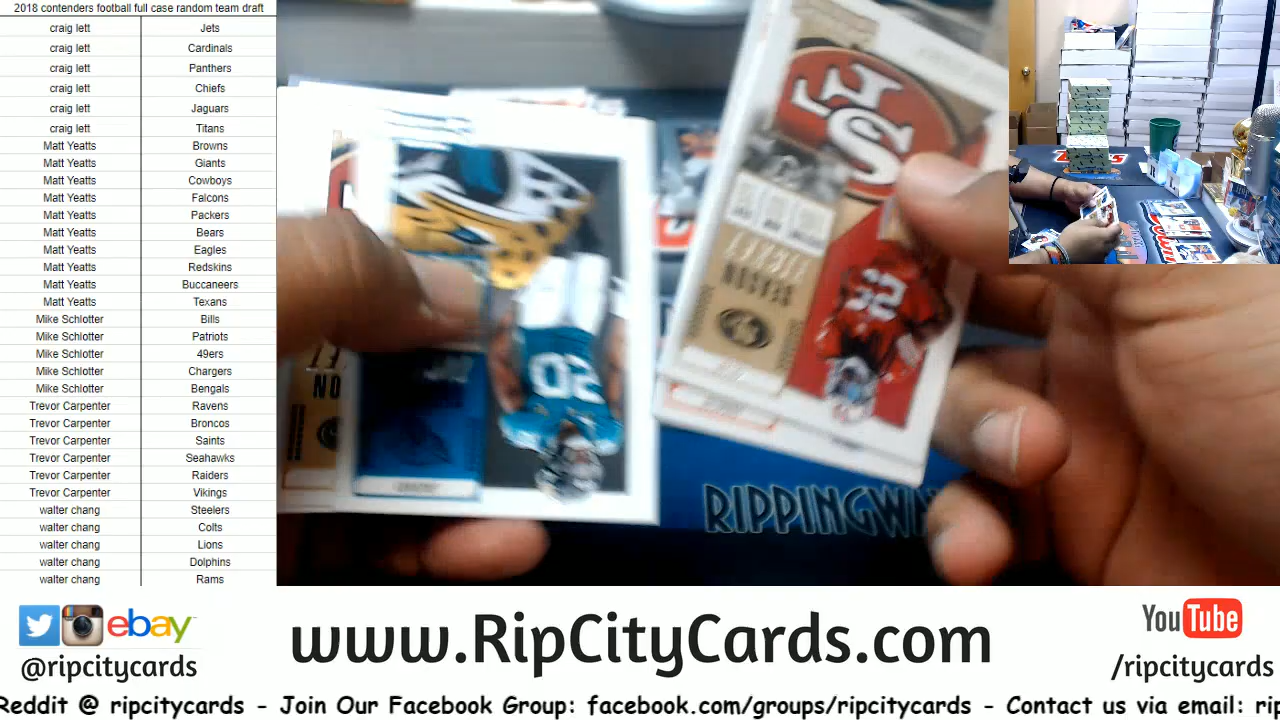 2018 contenders football full case random team draft
craig lett Jets
craig lett Cardinals
craig lett Panthers
craig lett Chiefs
craig lett Jaguars
craig lett Titans
Matt Yeatts Browns
Matt Yeatts Giants
Matt Yeatts Cowboys
Matt Yeatts Falcons
Matt Yeatts Packers
Matt Yeatts Bears
Matt Yeatts Eagles
Matt Yeatts Redskins
Matt Yeatts Buccaneers
Matt Yeatts Texans
Mike Schlotter Bills
Mike Schlotter Patriots
Mike Schlotter 49ers
Mike Schlotter Chargers
Mike Schlotter Bengals
Trevor Carpenter Ravens
Trevor Carpenter Broncos
Trevor Carpenter Saints
Trevor Carpenter Seahawks
Trevor Carpenter Raiders
Trevor Carpenter Vikings
walter chang Steelers
walter chang Colts
walter chang Lions
walter chang Dolphins
walter chang Rams
SF
20
52
NO
ebay
@ripcitycards
www.RipCityCards.com
YouTube
/ripcitycards
Reddit @ ripcitycards - Join Our Facebook Group: facebook.com/groups/ripcitycards - Contact us via email: rip